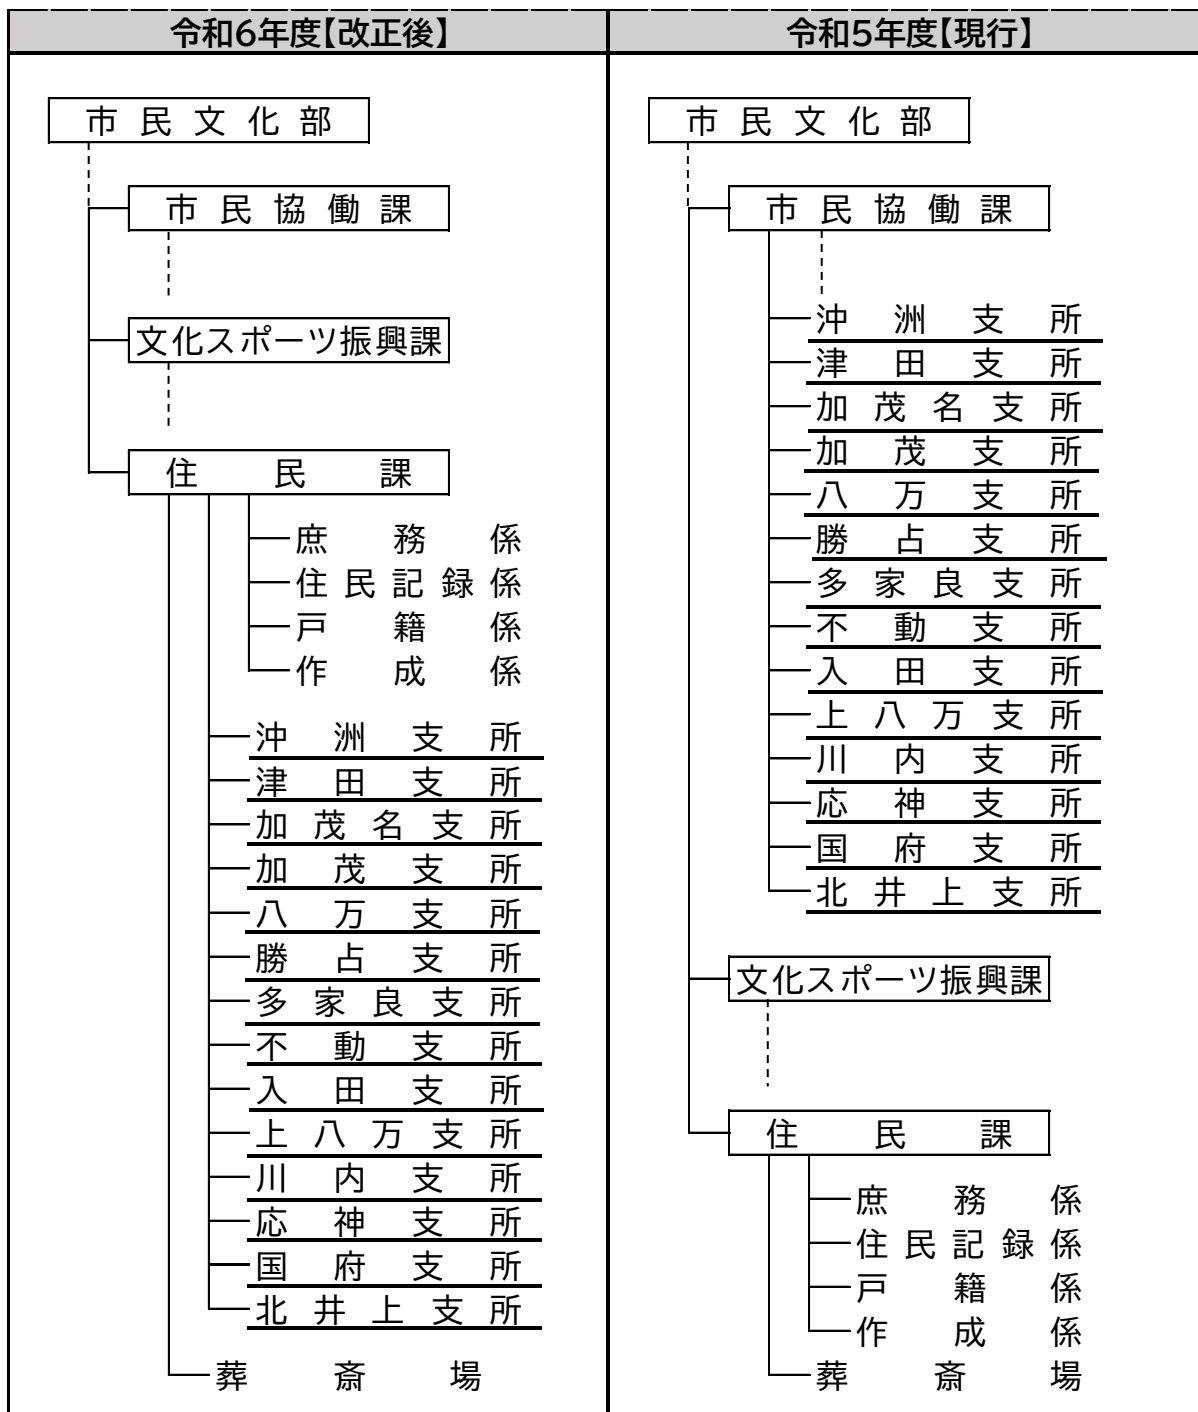 令和6年度【改正後】
市民文化部
市民協働課
文化スポーツ振興課
住民課
庶務係
住民記録係
戸籍係
作成係
沖洲支所
津田支所
加茂名支所
加茂支所
八万支所
勝占支所
多家良支所
不動支所
入田支所
上八万支所
川内支所
応神支所
国府支所
北井上支所
葬斎場
令和5年度【現行】
市民文化部
市民協働課
沖洲支所
津田支所
加茂名支所
加茂支所
八万支所
勝占支所
多家良支所
不動支所
入田支所
上八万支所
川内支所
応神支所
国府支所
北井上支所
文化スポーツ振興課
住民課
庶務係
住民記録係
戸籍係
作成係
葬斎場